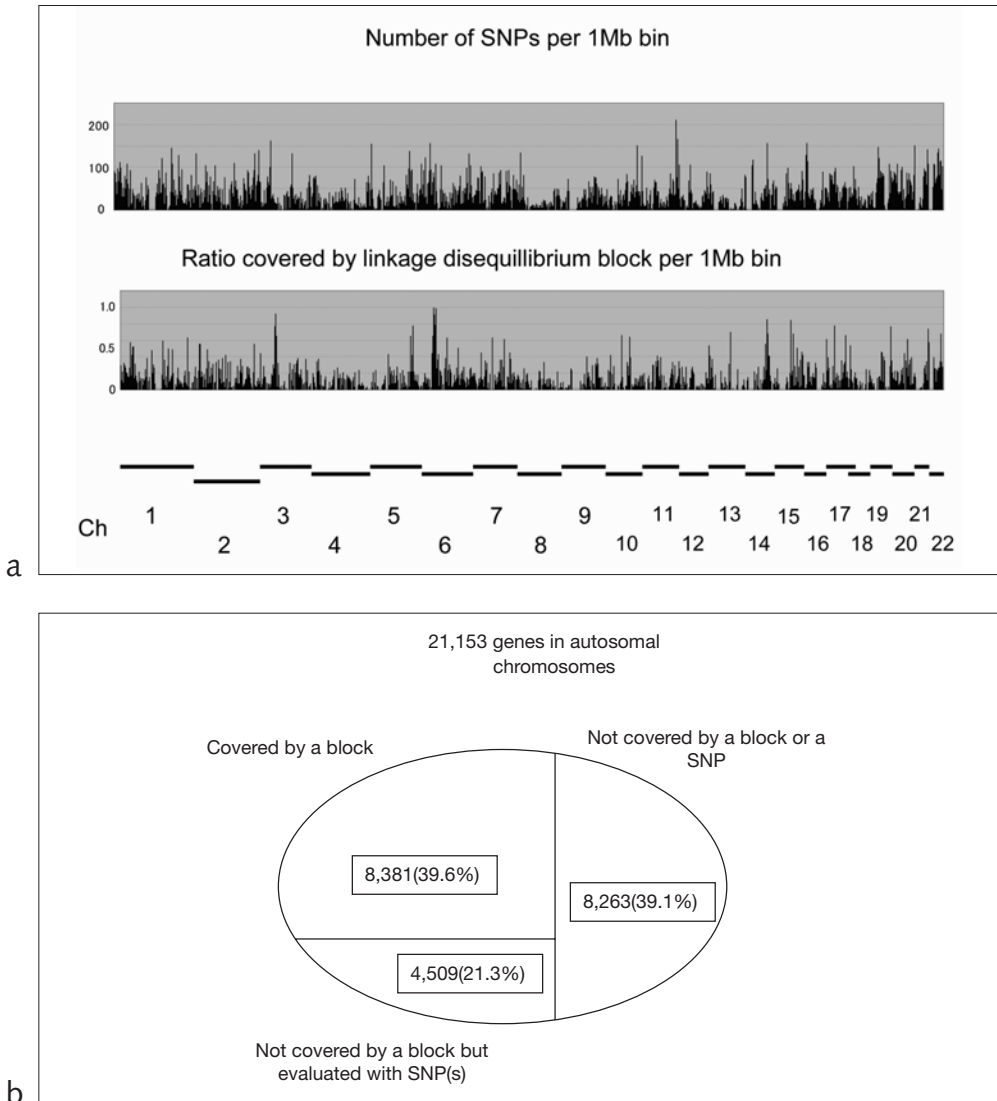 Number of SNPs per 1Mb bin
200
100
0
Ratio covered by linkage disequillibrium block per 1Mb bin
1.0
0.5
0
Ch 1 2 3 4 5 6 7 8 9 10 11 12 13 14 15 16 17 18 19 20 21 22
a
21,153 genes in autosomal
chromosomes
Covered by a block
Not covered by a block or a
SNP
8,381(39.6%)
8,263(39.1%)
4,509(21.3%)
Not covered by a block but
evaluated with SNP(s)
b